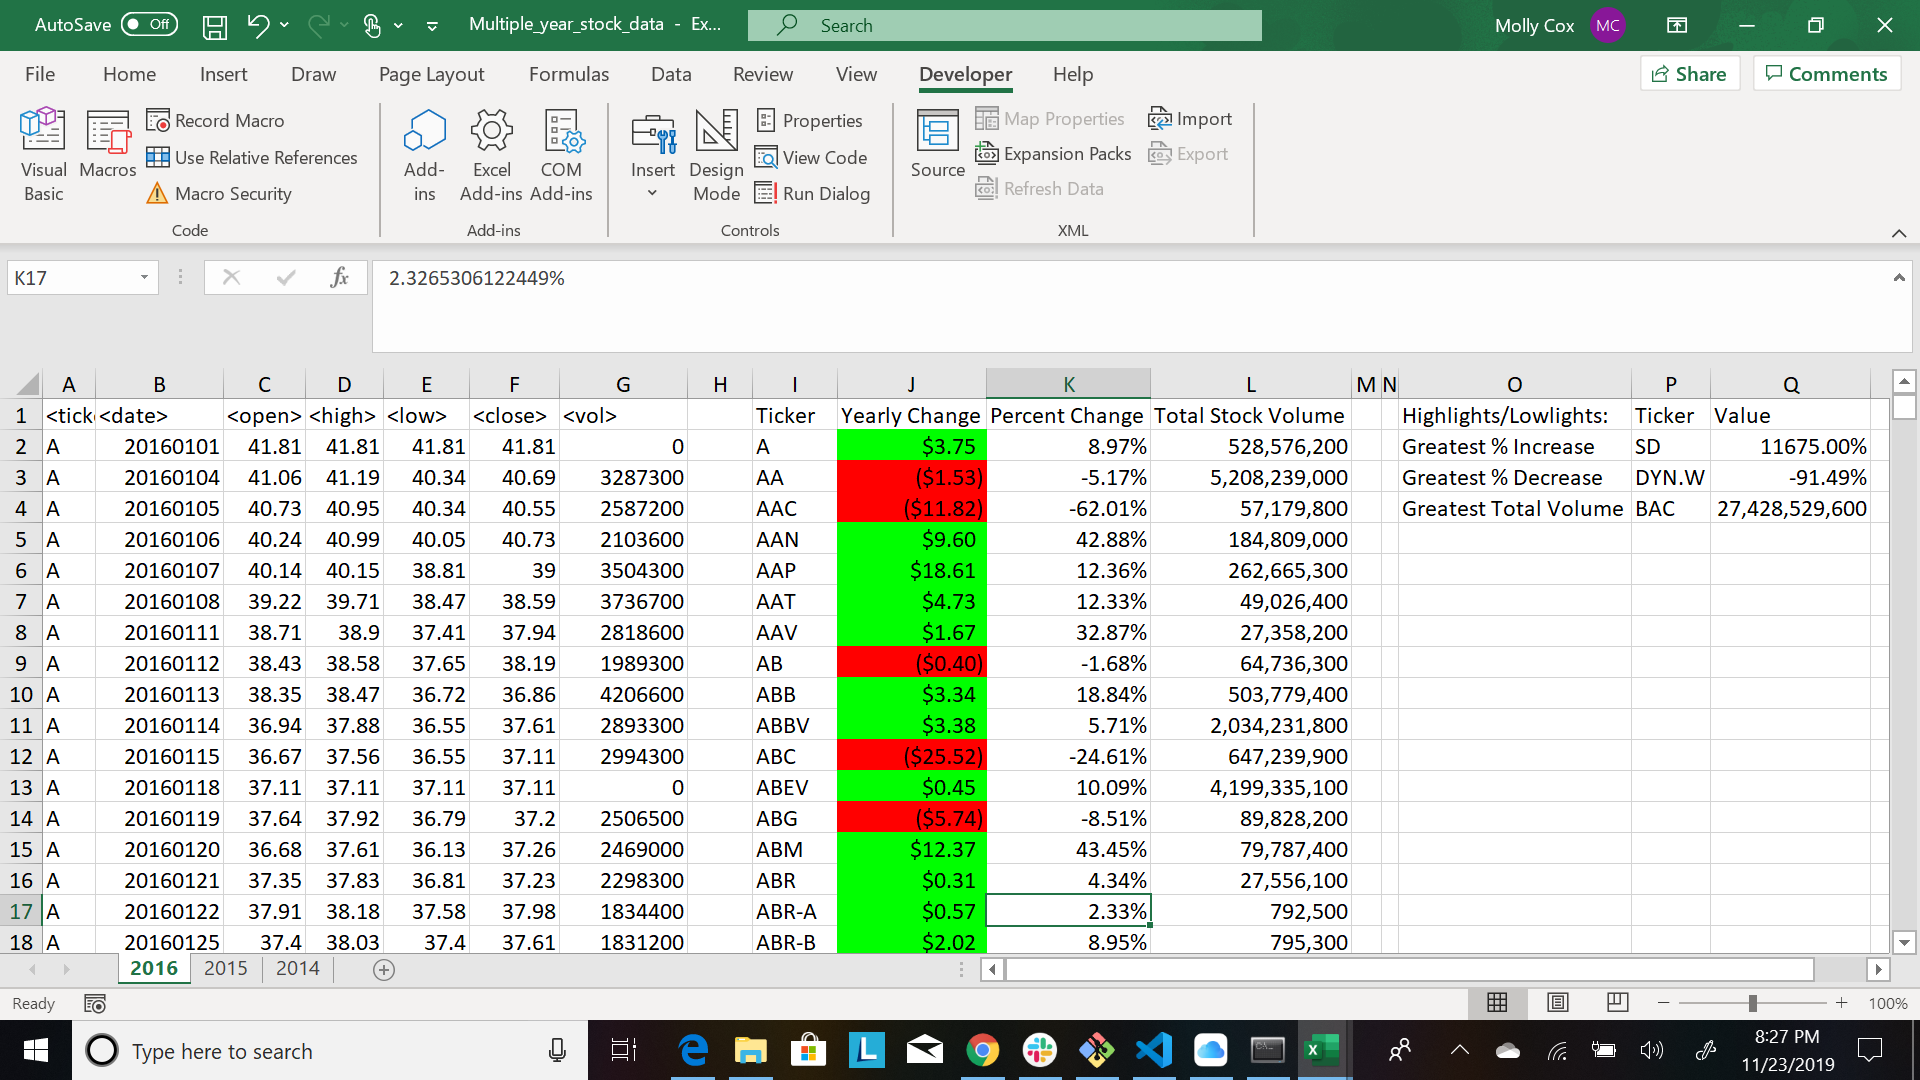 AutoSave Off Multiple_year_stock_data - Ex... Search Molly Cox MC
File Home Insert Draw Page Layout Formulas Data Review View Developer Help Share Comments
Visual Basic Macros Record Macro Use Relative References Macro Security Code
Add-ins Excel Add-ins COM Add-ins Add-ins
Insert Design Mode Properties View Code Run Dialog Controls
Source Map Properties Expansion Packs Refresh Data Import Export XML
K17 fx 2.3265306122449%
A B C D E F G H I J K L M N O P Q
1 <tick <date> <open> <high> <low> <close> <vol> Ticker Yearly Change Percent Change Total Stock Volume Highlights/Lowlights: Ticker Value
2 A 20160101 41.81 41.81 41.81 41.81 0 A $3.75 8.97% 528,576,200 Greatest % Increase SD 11675.00%
3 A 20160104 41.06 41.19 40.34 40.69 3287300 AA ($1.53) -5.17% 5,208,239,000 Greatest % Decrease DYN.W -91.49%
4 A 20160105 40.73 40.95 40.34 40.55 2587200 AAC ($11.82) -62.01% 57,179,800 Greatest Total Volume BAC 27,428,529,600
5 A 20160106 40.24 40.99 40.05 40.73 2103600 AAN $9.60 42.88% 184,809,000
6 A 20160107 40.14 40.15 38.81 39 3504300 AAP $18.61 12.36% 262,665,300
7 A 20160108 39.22 39.71 38.47 38.59 3736700 AAT $4.73 12.33% 49,026,400
8 A 20160111 38.71 38.9 37.41 37.94 2818600 AAV $1.67 32.87% 27,358,200
9 A 20160112 38.43 38.58 37.65 38.19 1989300 AB ($0.40) -1.68% 64,736,300
10 A 20160113 38.35 38.47 36.72 36.86 4206600 ABB $3.34 18.84% 503,779,400
11 A 20160114 36.94 37.88 36.55 37.61 2893300 ABBV $3.38 5.71% 2,034,231,800
12 A 20160115 36.67 37.56 36.55 37.11 2994300 ABC ($25.52) -24.61% 647,239,900
13 A 20160118 37.11 37.11 37.11 37.11 0 ABEV $0.45 10.09% 4,199,335,100
14 A 20160119 37.64 37.92 36.79 37.2 2506500 ABG ($5.74) -8.51% 89,828,200
15 A 20160120 36.68 37.61 36.13 37.26 2469000 ABM $12.37 43.45% 79,787,400
16 A 20160121 37.35 37.83 36.81 37.23 2298300 ABR $0.31 4.34% 27,556,100
17 A 20160122 37.91 38.18 37.58 37.98 1834400 ABR-A $0.57 2.33% 792,500
18 A 20160125 37.4 38.03 37.4 37.61 1831200 ABR-B $2.02 8.95% 795,300
2016 2015 2014
Ready 100%
Type here to search 8:27 PM
11/23/2019